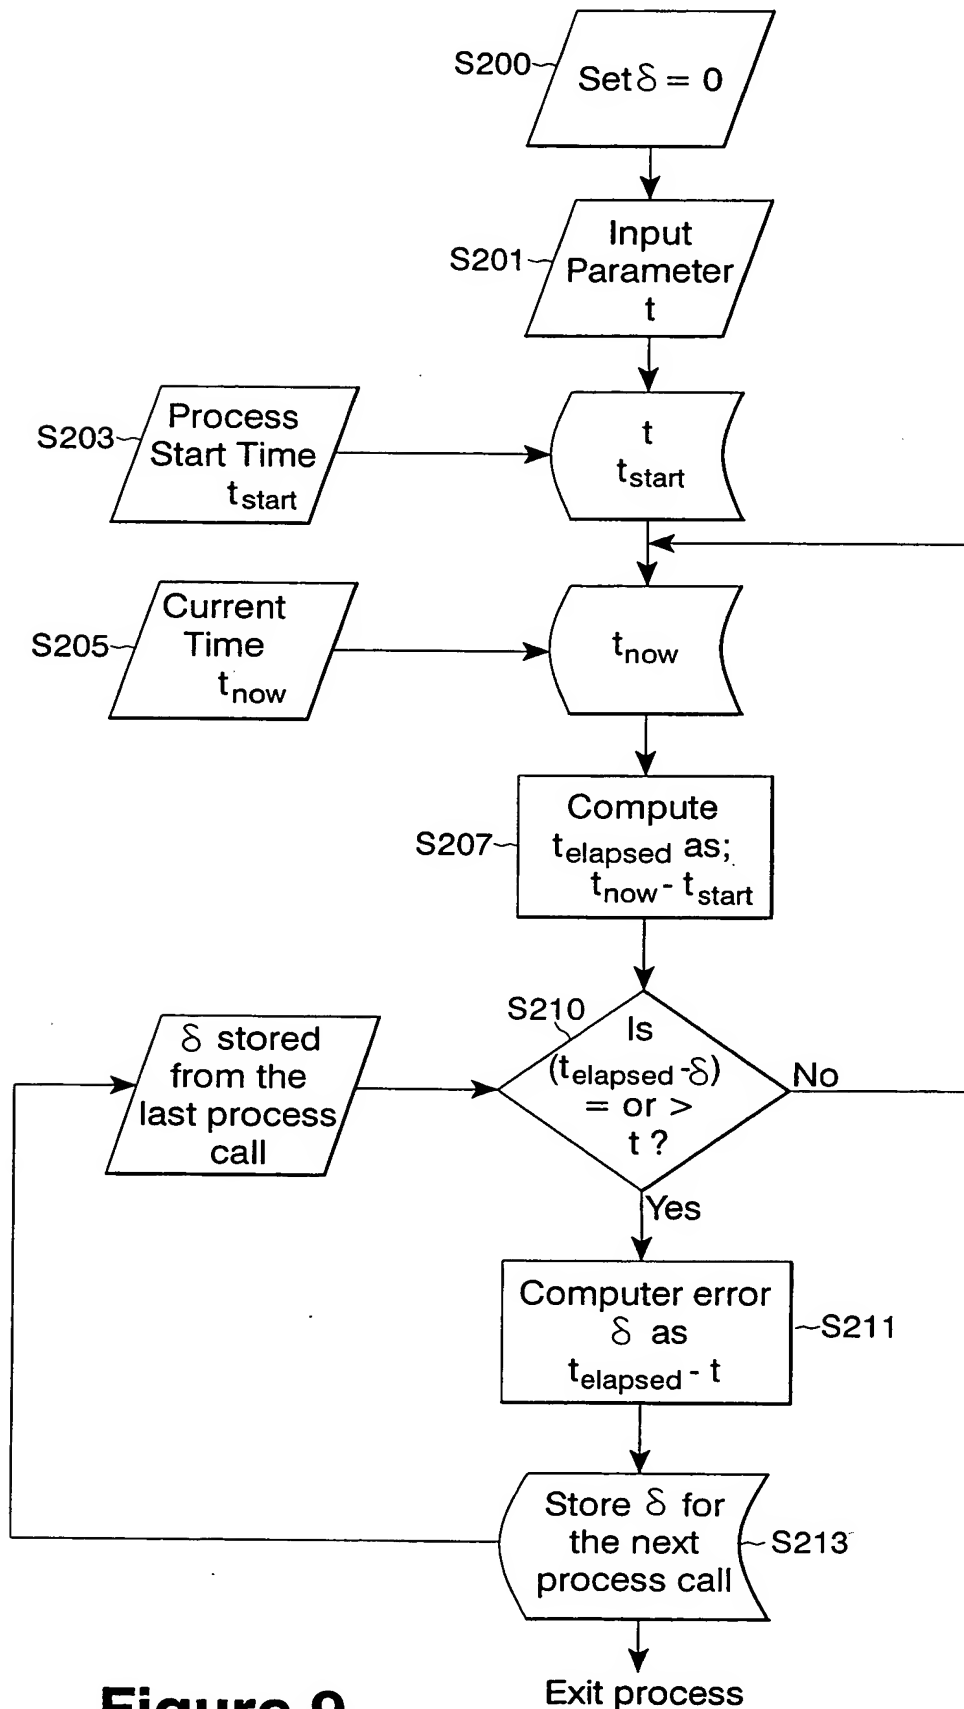 S200
Set δ = 0
S201
Input
Parameter
t
S203
Process
Start Time
tstart
t
tstart
S205
Current
Time
tnow
tnow
S207
Compute
telapsed as;
tnow - tstart
S210
Is
(telapsed -δ)
= or >
t ?
No
δ stored
from the
last process
call
Yes
Computer error
δ as
telapsed - t
S211
Store δ for
the next
process call
S213
Exit process
Figure 9